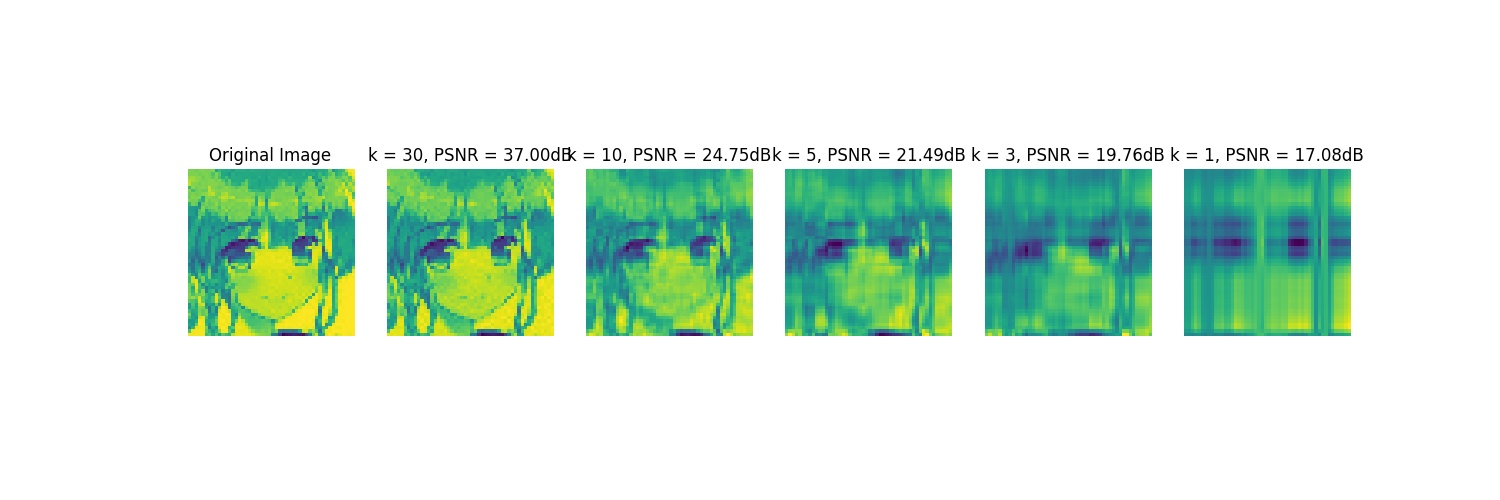 Original Image
k = 30, PSNR = 37.00dB
k = 10, PSNR = 24.75dB
k = 5, PSNR = 21.49dB
k = 3, PSNR = 19.76dB
k = 1, PSNR = 17.08dB